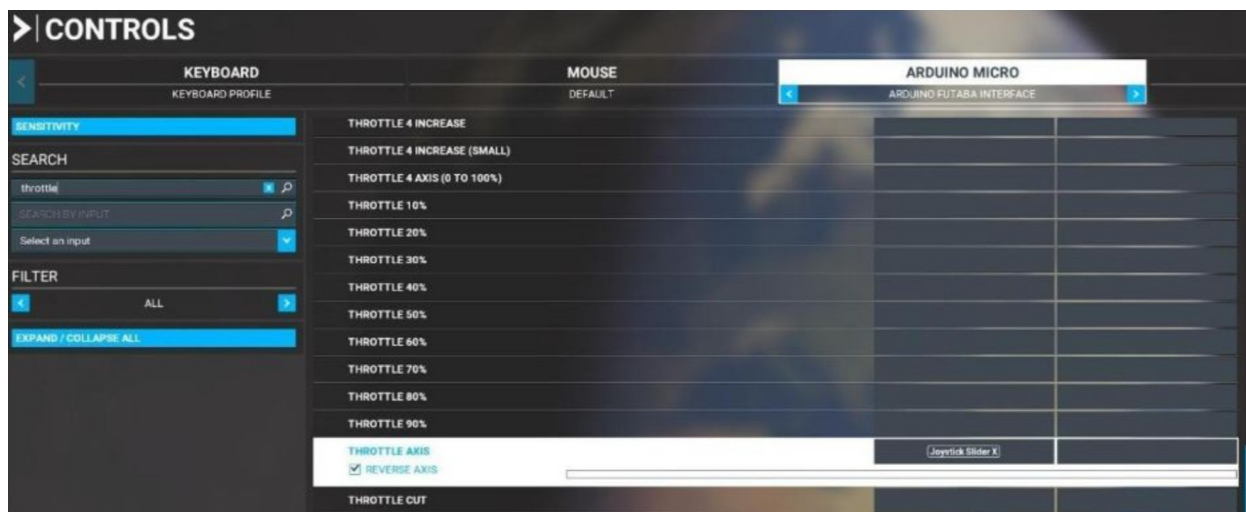 CONTROLS
KEYBOARD
KEYBOARD PROFILE
MOUSE
DEFAULT
ARDUINO MICRO
ARDUINO FUTABA INTERFACE
SENSITIVITY
SEARCH
throttle
SEARCH BY INPUT
Select an input
FILTER
ALL
EXPAND / COLLAPSE ALL
THROTTLE 4 INCREASE
THROTTLE 4 INCREASE (SMALL)
THROTTLE 4 AXIS (0 TO 100%)
THROTTLE 10%
THROTTLE 20%
THROTTLE 30%
THROTTLE 40%
THROTTLE 50%
THROTTLE 60%
THROTTLE 70%
THROTTLE 80%
THROTTLE 90%
THROTTLE AXIS
Joystick Slider X
REVERSE AXIS
THROTTLE CUT